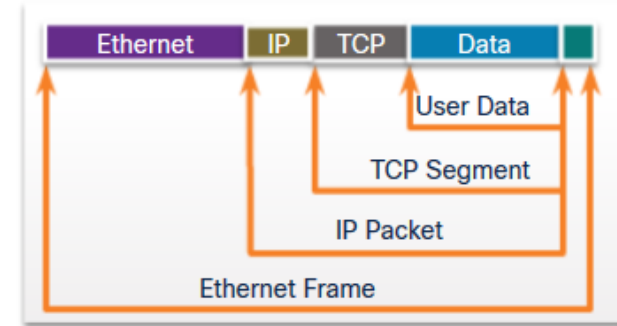 Ethernet IP TCP Data
User Data
TCP Segment
IP Packet
Ethernet Frame